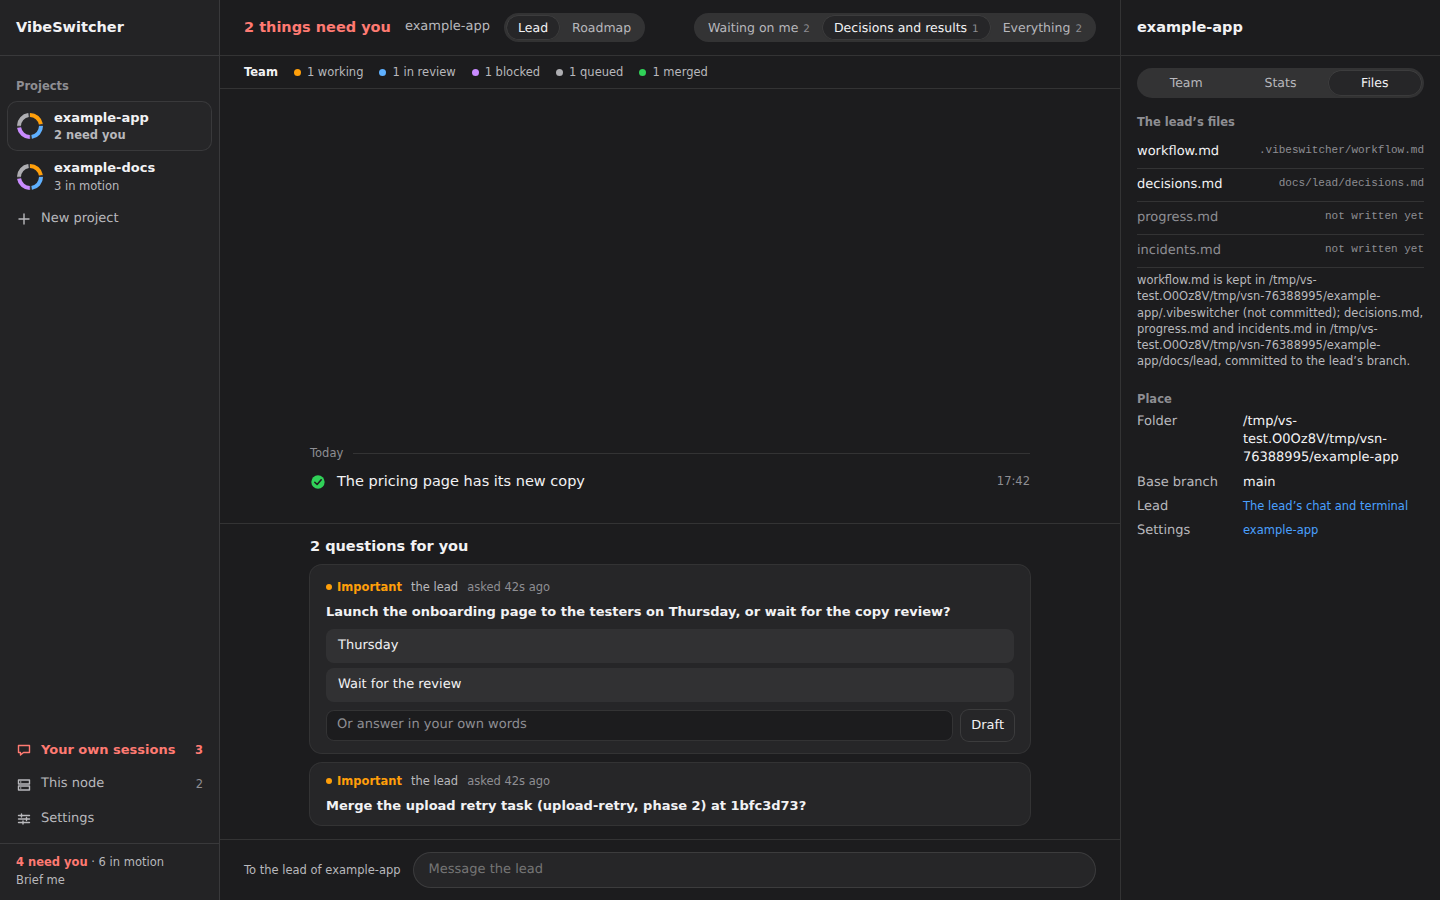 VibeSwitcher
Projects
example-app
2 need you
example-docs
3 in motion
New project
Your own sessions 3
This node 2
Settings
4 need you · 6 in motion
Brief me
2 things need you example-app Lead Roadmap Waiting on me 2 Decisions and results 1 Everything 2
Team 1 working 1 in review 1 blocked 1 queued 1 merged
Today
The pricing page has its new copy 17:42
2 questions for you
Important the lead asked 42s ago
Launch the onboarding page to the testers on Thursday, or wait for the copy review?
Thursday
Wait for the review
Or answer in your own words Draft
Important the lead asked 42s ago
Merge the upload retry task (upload-retry, phase 2) at 1bfc3d73?
To the lead of example-app Message the lead
example-app
Team Stats Files
The lead’s files
workflow.md .vibeswitcher/workflow.md
decisions.md docs/lead/decisions.md
progress.md not written yet
incidents.md not written yet
workflow.md is kept in /tmp/vs-
test.O0Oz8V/tmp/vsn-76388995/example-
app/.vibeswitcher (not committed); decisions.md,
progress.md and incidents.md in /tmp/vs-
test.O0Oz8V/tmp/vsn-76388995/example-
app/docs/lead, committed to the lead’s branch.
Place
Folder /tmp/vs-
test.O0Oz8V/tmp/vsn-
76388995/example-app
Base branch main
Lead The lead’s chat and terminal
Settings example-app